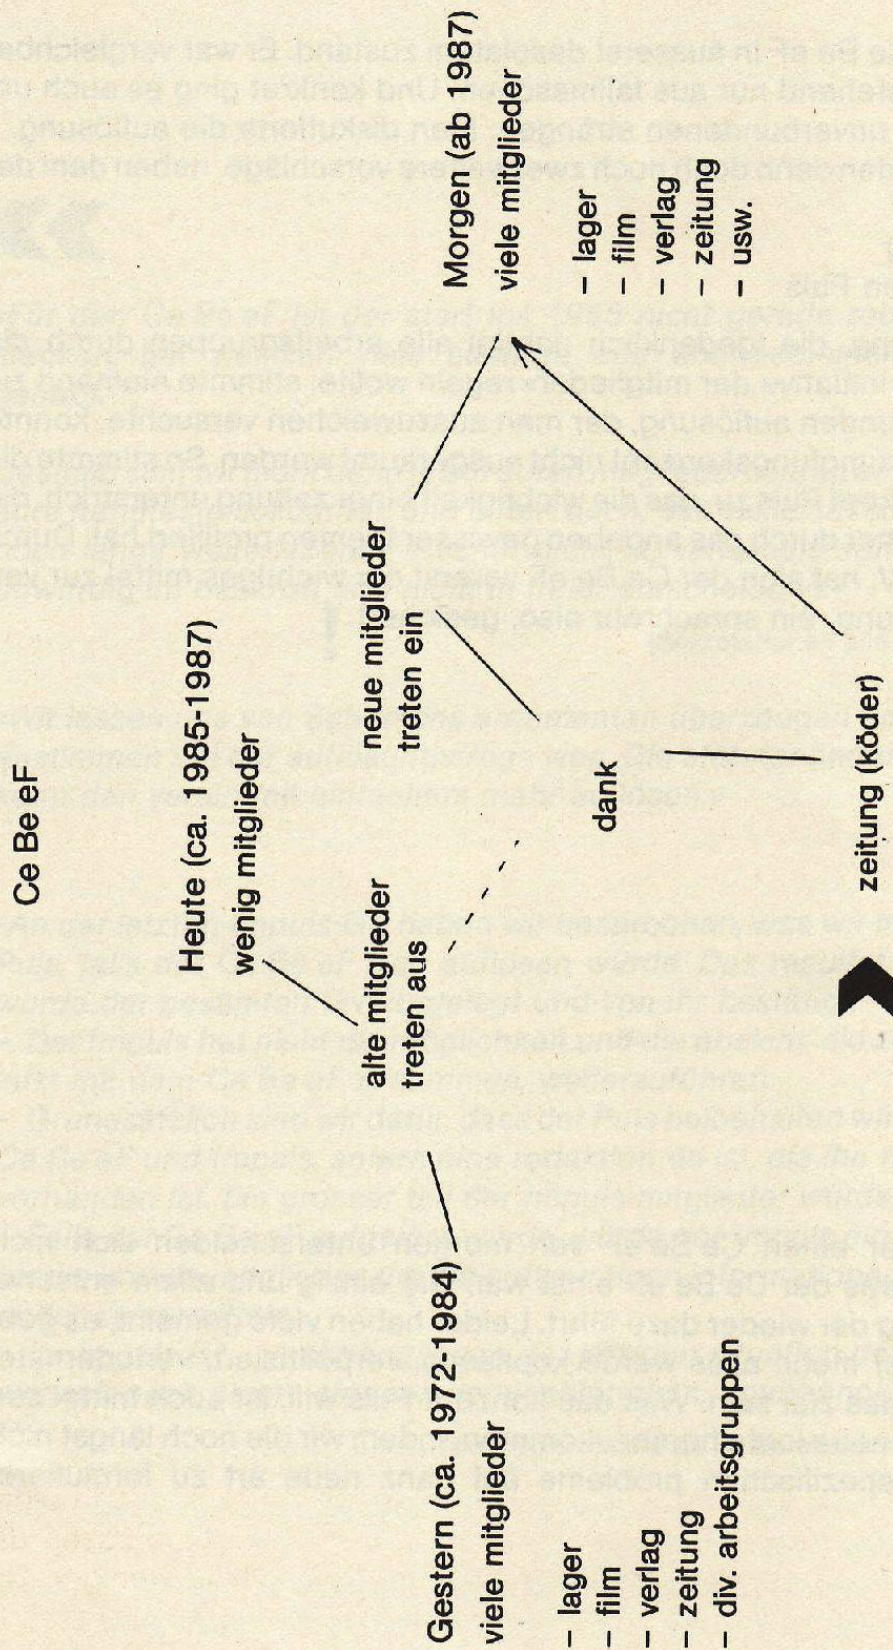 Ce Be eF
Heute (ca. 1985-1987)
wenig mitglieder
Gestern (ca. 1972-1984)
viele mitglieder
– lager
– film
– verlag
– zeitung
– div. arbeitsgruppen
alte mitglieder
treten aus
neue mitglieder
treten ein
Morgen (ab 1987)
viele mitglieder
– lager
– film
– verlag
– zeitung
– usw.
dank
zeitung (köder)